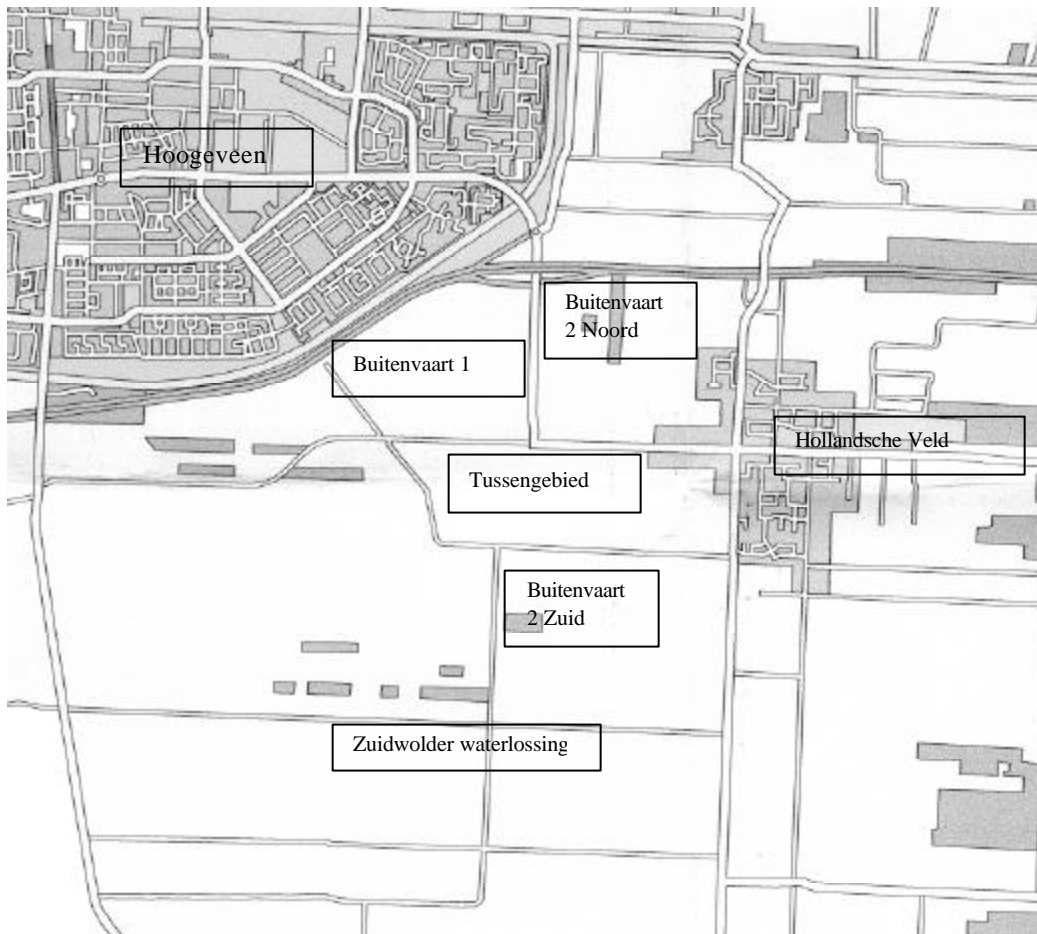 Hoogeveen
Buitenvaart
2 Noord
Buitenvaart 1
Hollandsche Veld
Tussengebied
Buitenvaart
2 Zuid
Zuidwolder waterlossing